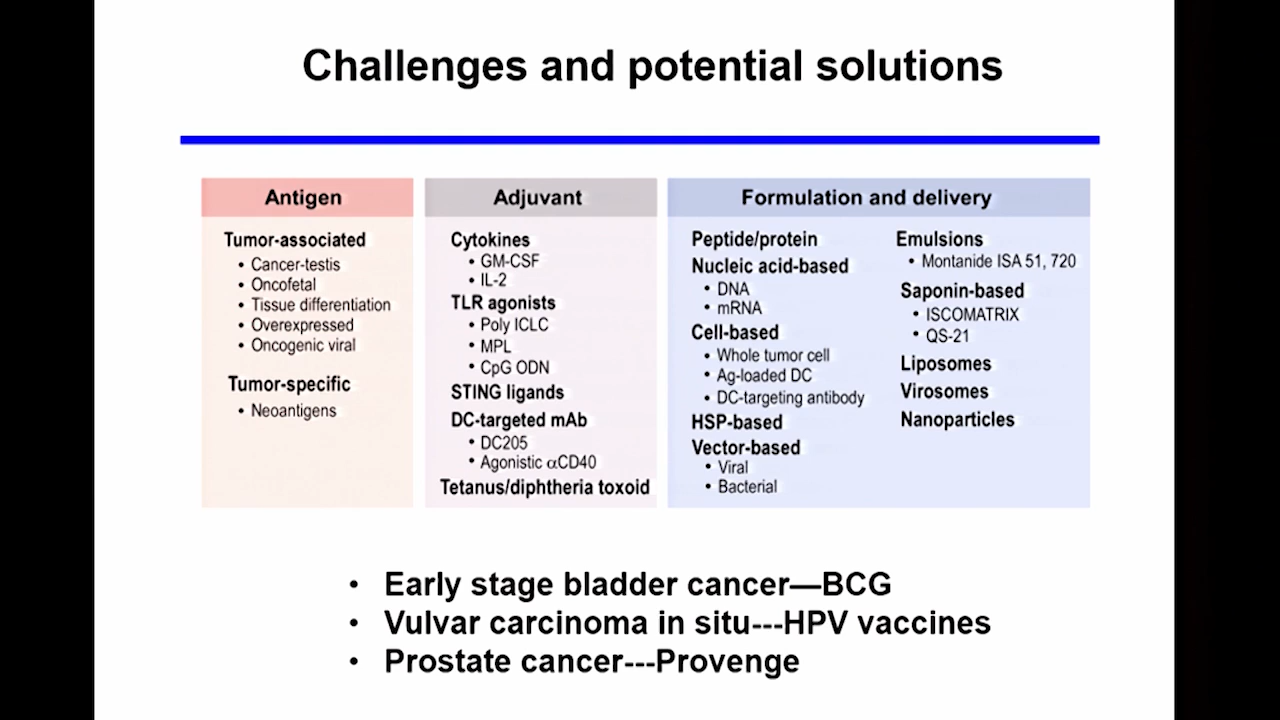 Challenges and potential solutions
Antigen
Tumor-associated
• Cancer-testis
• Oncofetal
• Tissue differentiation
• Overexpressed
• Oncogenic viral
Tumor-specific
• Neoantigens
Adjuvant
Cytokines
• GM-CSF
• IL-2
TLR agonists
• Poly ICLC
• MPL
• CpG ODN
STING ligands
DC-targeted mAb
• DC205
• Agonistic αCD40
Tetanus/diphtheria toxoid
Formulation and delivery
Peptide/protein
Nucleic acid-based
• DNA
• mRNA
Cell-based
• Whole tumor cell
• Ag-loaded DC
• DC-targeting antibody
HSP-based
Vector-based
• Viral
• Bacterial
Emulsions
• Montanide ISA 51, 720
Saponin-based
• ISCOMATRIX
• QS-21
Liposomes
Virosomes
Nanoparticles
• Early stage bladder cancer—BCG
• Vulvar carcinoma in situ---HPV vaccines
• Prostate cancer---Provenge